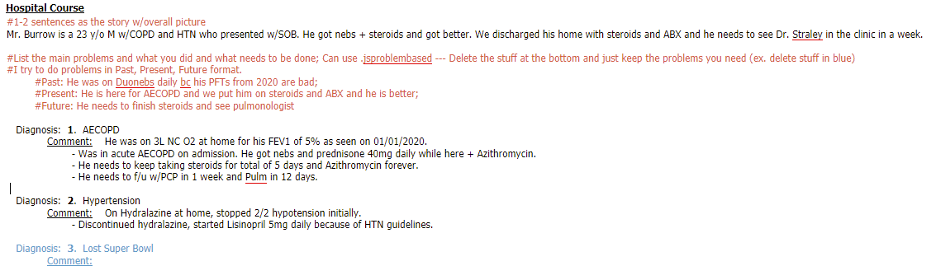 Hospital Course
#1-2 sentences as the story w/overall picture
Mr. Burrow is a 23 y/o M w/COPD and HTN who presented w/SOB. He got nebs + steroids and got better. We discharged his home with steroids and ABX and he needs to see Dr. Straley in the clinic in a week.
#List the main problems and what you did and what needs to be done; Can use .jsproblembased --- Delete the stuff at the bottom and just keep the problems you need (ex. delete stuff in blue)
#I try to do problems in Past, Present, Future format.
#Past: He was on Duonebs daily bc his PFTs from 2020 are bad;
#Present: He is here for AECOPD and we put him on steroids and ABX and he is better;
#Future: He needs to finish steroids and see pulmonologist
Diagnosis: 1. AECOPD
Comment: He was on 3L NC O2 at home for his FEV1 of 5% as seen on 01/01/2020.
- Was in acute AECOPD on admission. He got nebs and prednisone 40mg daily while here + Azithromycin.
- He needs to keep taking steroids for total of 5 days and Azithromycin forever.
- He needs to f/u w/PCP in 1 week and Pulm in 12 days.
Diagnosis: 2. Hypertension
Comment: On Hydralazine at home, stopped 2/2 hypotension initially.
- Discontinued hydralazine, started Lisinopril 5mg daily because of HTN guidelines.
Diagnosis: 3. Lost Super Bowl
Comment: